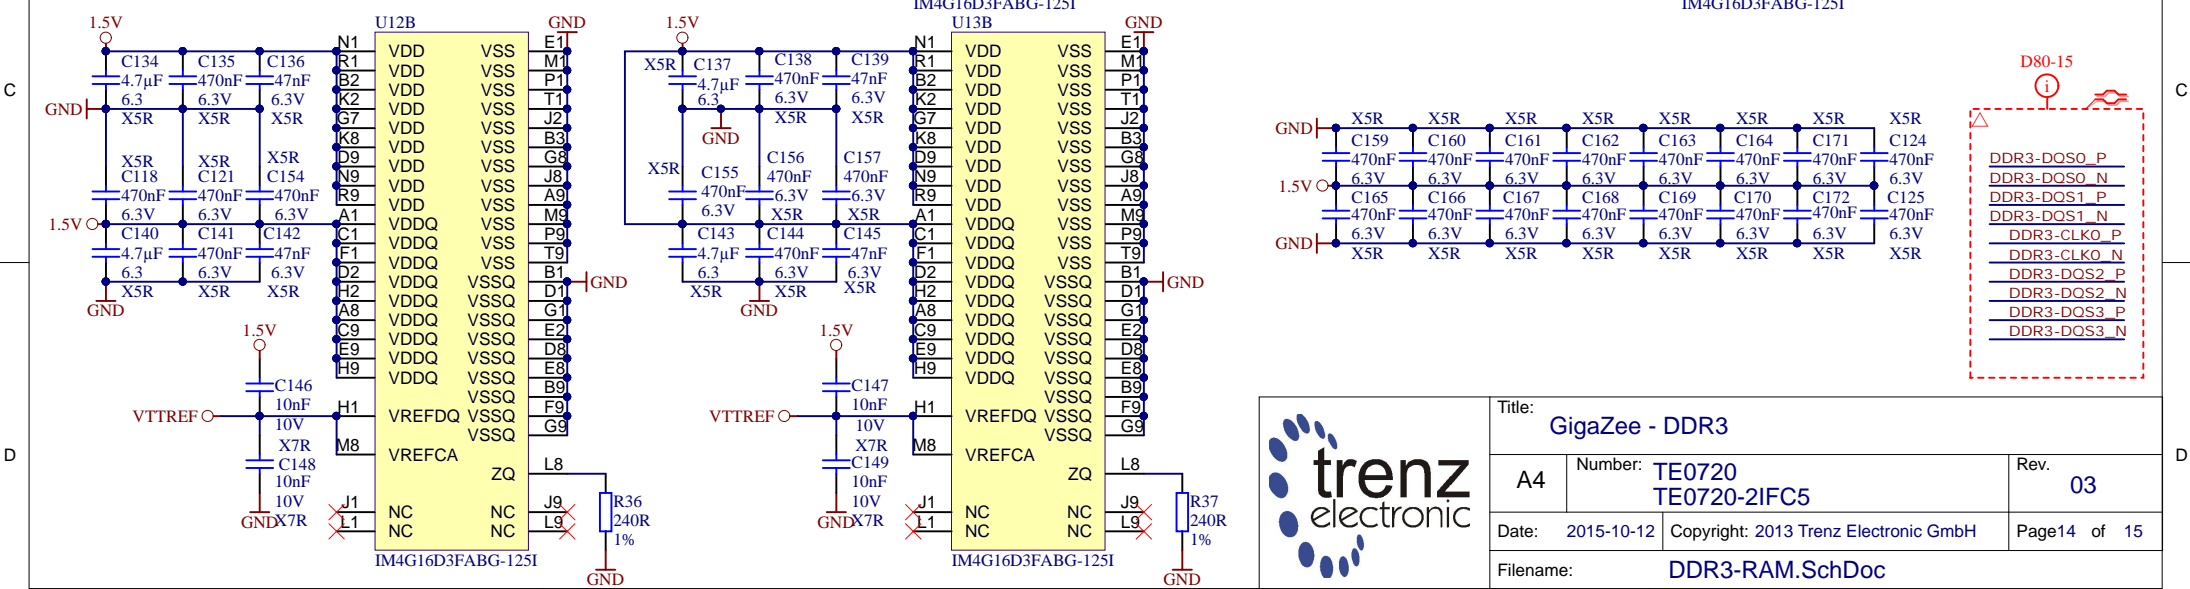 IM4G16D3FABG-125I
IM4G16D3FABG-125I
C
D
1.5V
U12B
GND
C134
4.7µF
6.3
X5R
C135
470nF
6.3V
X5R
C136
47nF
6.3V
X5R
GND
X5R
C118
470nF
6.3V
C121
470nF
6.3V
X5R
C154
470nF
6.3V
1.5V
C140
4.7µF
6.3
X5R
C141
470nF
6.3V
X5R
C142
47nF
6.3V
X5R
GND
1.5V
C146
10nF
10V
X7R
VTTREF
C148
10nF
10V
X7R
GND
N1 VDD VSS E1
R1 VDD VSS M1
B2 VDD VSS P1
K2 VDD VSS T1
G7 VDD VSS J2
K8 VDD VSS B3
D9 VDD VSS G8
N9 VDD VSS J8
R9 VDD VSS A9
A1 VDDQ VSS M9
C1 VDDQ VSS P9
F1 VDDQ VSS T9
D2 VDDQ VSSQ B1 GND
H2 VDDQ VSSQ D1
A8 VDDQ VSSQ G1
C9 VDDQ VSSQ E2
E9 VDDQ VSSQ D8
H9 VDDQ VSSQ E8
VSSQ B9
H1 VREFDQ VSSQ F9
VSSQ G9
M8 VREFCA
ZQ L8
J1 NC NC J9
L1 NC NC L9
R36
240R
1%
GND
IM4G16D3FABG-125I
1.5V
U13B
GND
X5R
C137
4.7µF
6.3
C138
470nF
6.3V
X5R
C139
47nF
6.3V
X5R
GND
X5R
C155
470nF
6.3V
C156
470nF
6.3V
X5R
C157
470nF
6.3V
X5R
C143
4.7µF
6.3
X5R
C144
470nF
6.3V
X5R
C145
47nF
6.3V
X5R
GND
1.5V
C147
10nF
10V
X7R
VTTREF
C149
10nF
10V
X7R
GND
N1 VDD VSS E1
R1 VDD VSS M1
B2 VDD VSS P1
K2 VDD VSS T1
G7 VDD VSS J2
K8 VDD VSS B3
D9 VDD VSS G8
N9 VDD VSS J8
R9 VDD VSS A9
A1 VDDQ VSS M9
C1 VDDQ VSS P9
F1 VDDQ VSS T9
D2 VDDQ VSSQ B1 GND
H2 VDDQ VSSQ D1
A8 VDDQ VSSQ G1
C9 VDDQ VSSQ E2
E9 VDDQ VSSQ D8
H9 VDDQ VSSQ E8
VSSQ B9
H1 VREFDQ VSSQ F9
VSSQ G9
M8 VREFCA
ZQ L8
J1 NC NC J9
L1 NC NC L9
R37
240R
1%
GND
IM4G16D3FABG-125I
X5R X5R X5R X5R X5R X5R X5R X5R
GND
C159 C160 C161 C162 C163 C164 C171 C124
470nF 470nF 470nF 470nF 470nF 470nF 470nF 470nF
6.3V 6.3V 6.3V 6.3V 6.3V 6.3V 6.3V 6.3V
1.5V
C165 C166 C167 C168 C169 C170 C172 C125
470nF 470nF 470nF 470nF 470nF 470nF 470nF 470nF
6.3V 6.3V 6.3V 6.3V 6.3V 6.3V 6.3V 6.3V
GND
X5R X5R X5R X5R X5R X5R X5R X5R
D80-15
i
DDR3-DQS0_P
DDR3-DQS0_N
DDR3-DQS1_P
DDR3-DQS1_N
DDR3-CLK0_P
DDR3-CLK0_N
DDR3-DQS2_P
DDR3-DQS2_N
DDR3-DQS3_P
DDR3-DQS3_N
C
D
trenz
electronic
Title:
GigaZee - DDR3
A4
Number: TE0720
TE0720-2IFC5
Rev.
03
Date: 2015-10-12
Copyright: 2013 Trenz Electronic GmbH
Page14 of 15
Filename: DDR3-RAM.SchDoc